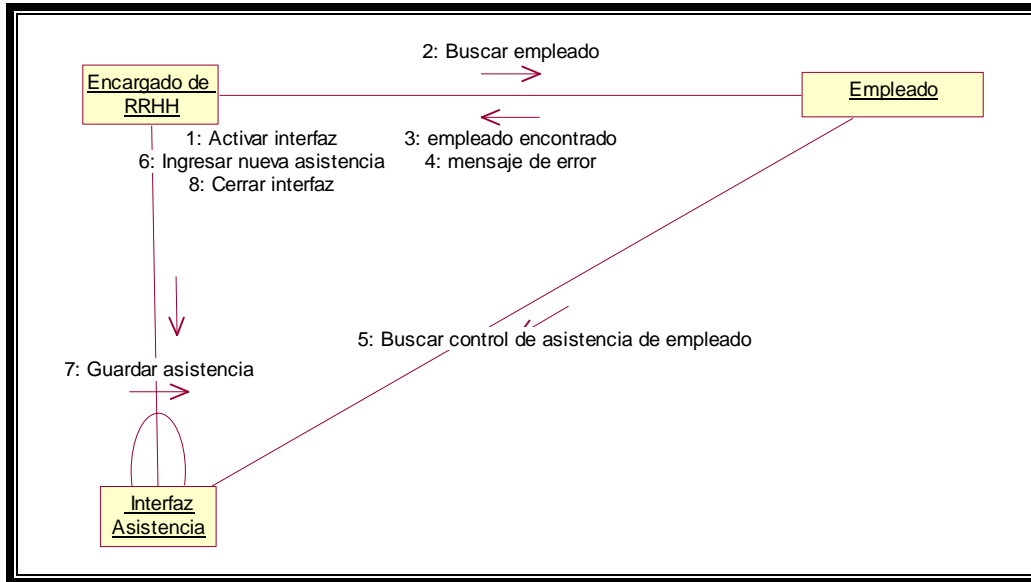 2: Buscar empleado
Encargado de
RRHH
Empleado
1: Activar interfaz
6: Ingresar nueva asistencia
8: Cerrar interfaz
3: empleado encontrado
4: mensaje de error
5: Buscar control de asistencia de empleado
7: Guardar asistencia
Interfaz
Asistencia